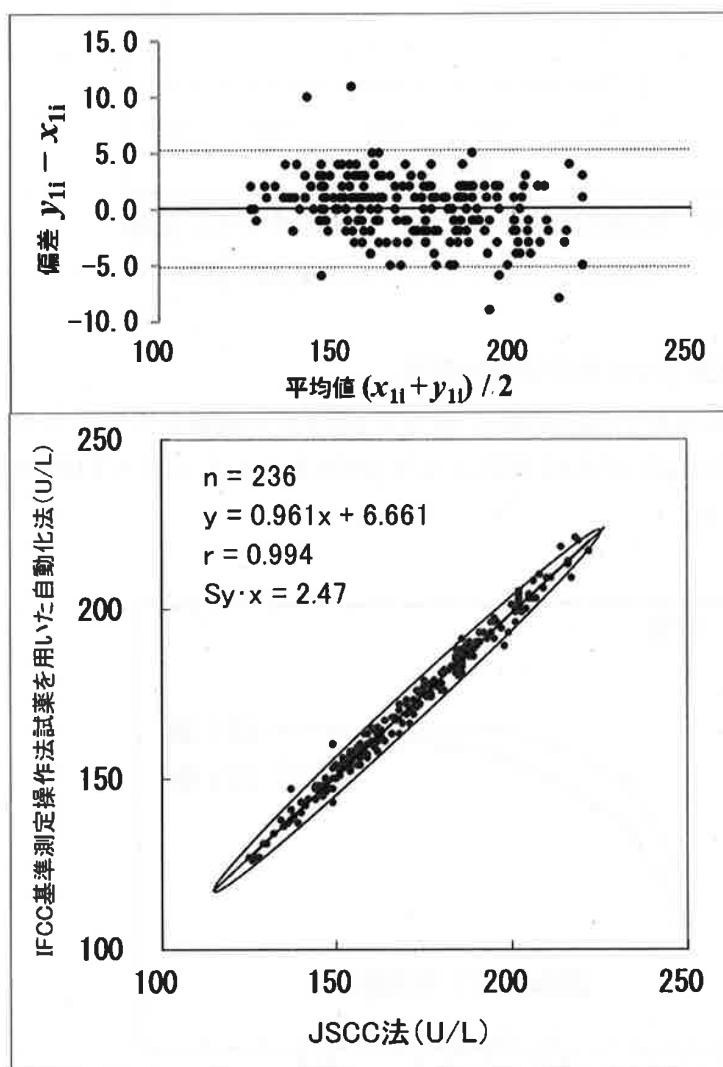 15.0
10.0
5.0
0.0
-5.0
-10.0
偏差 y1i - x1i
100 150 200 250
平均値 (x1i+y1i) / 2
250
200
150
100
IFCC基準測定操作法試薬を用いた自動化法(U/L)
n = 236
y = 0.961x + 6.661
r = 0.994
Sy·x = 2.47
100 150 200 250
JSCC法(U/L)